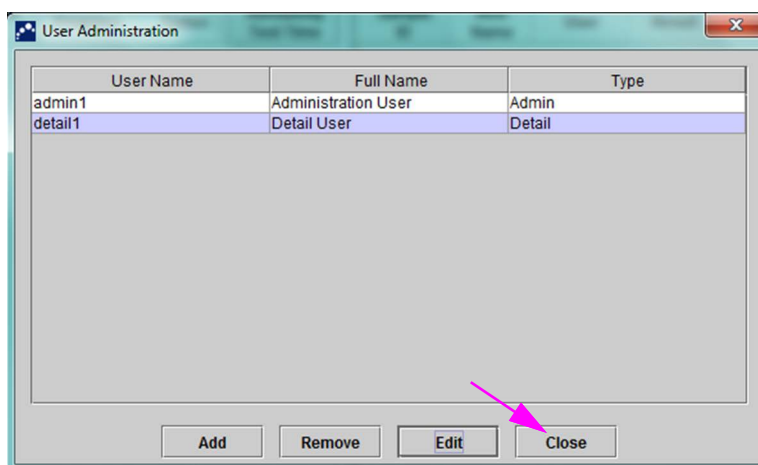 User Administration
User Name Full Name Type
admin1 Administration User Admin
detail1 Detail User Detail
Add Remove Edit Close